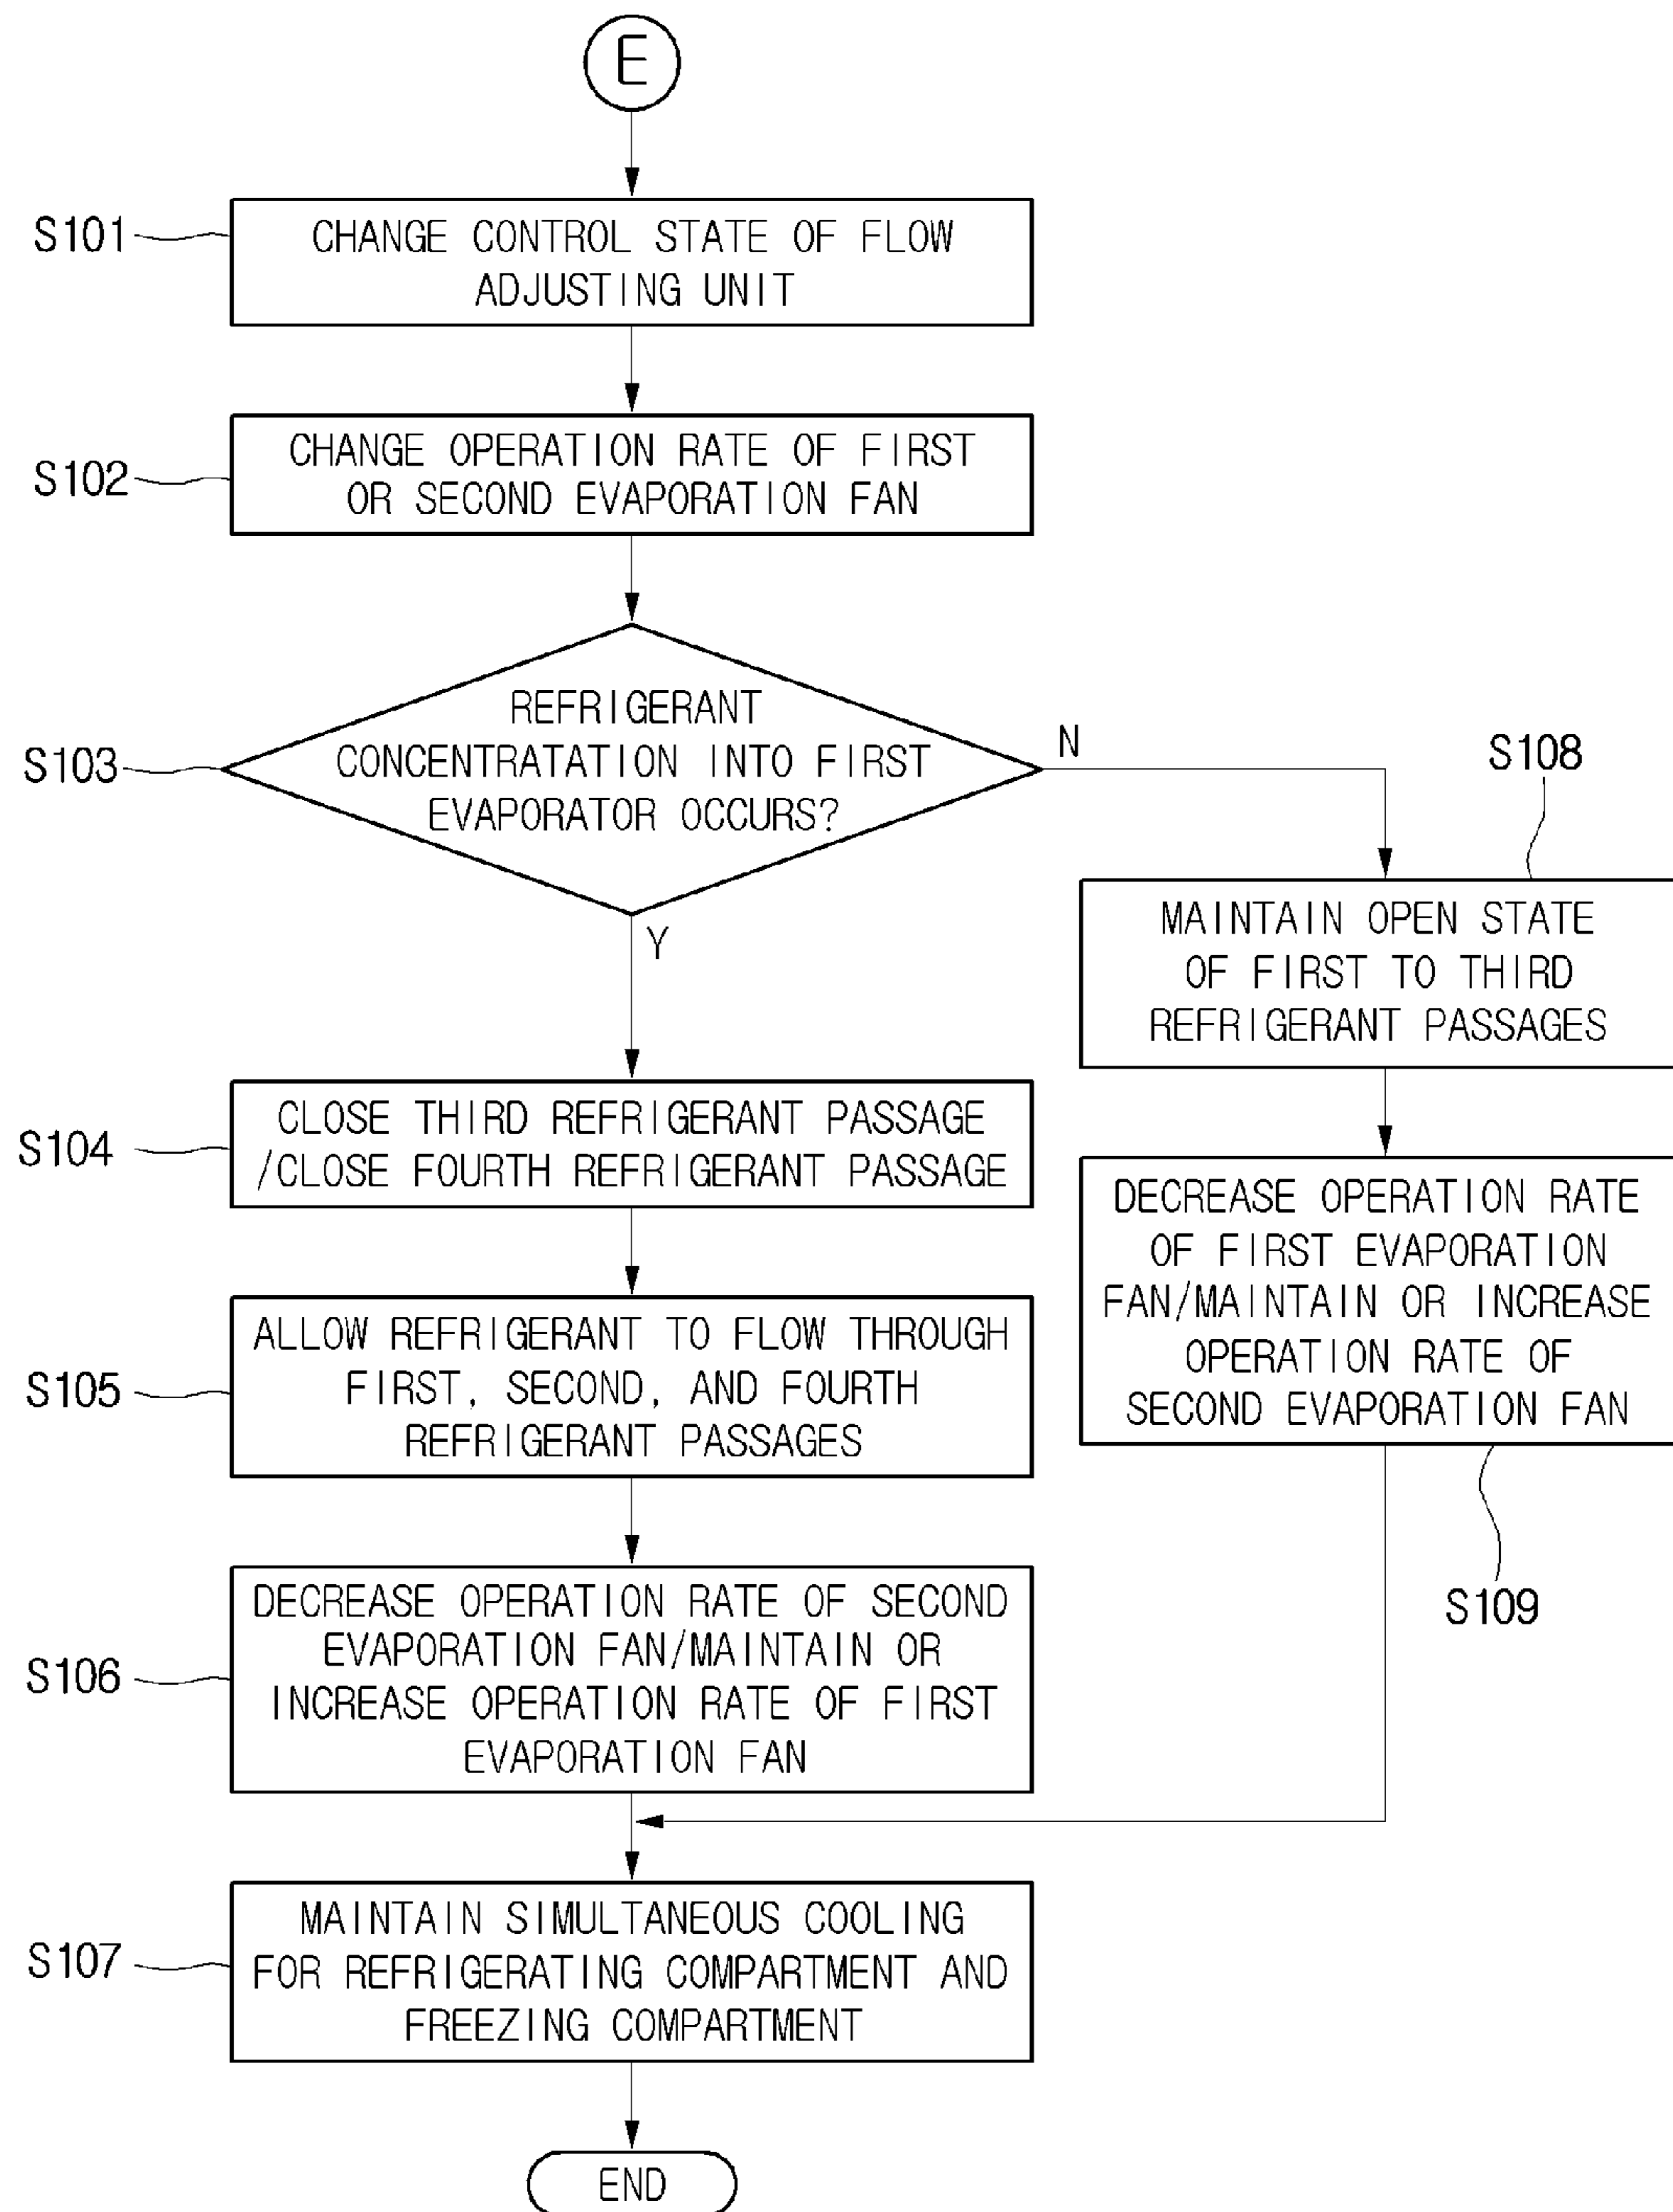 E
S101
CHANGE CONTROL STATE OF FLOW
ADJUSTING UNIT
S102
CHANGE OPERATION RATE OF FIRST
OR SECOND EVAPORATION FAN
S103
REFRIGERANT
CONCENTRATATION INTO FIRST
EVAPORATOR OCCURS?
N
Y
S104
CLOSE THIRD REFRIGERANT PASSAGE
/CLOSE FOURTH REFRIGERANT PASSAGE
S105
ALLOW REFRIGERANT TO FLOW THROUGH
FIRST, SECOND, AND FOURTH
REFRIGERANT PASSAGES
S106
DECREASE OPERATION RATE OF SECOND
EVAPORATION FAN/MAINTAIN OR
INCREASE OPERATION RATE OF FIRST
EVAPORATION FAN
S108
MAINTAIN OPEN STATE
OF FIRST TO THIRD
REFRIGERANT PASSAGES
DECREASE OPERATION RATE
OF FIRST EVAPORATION
FAN/MAINTAIN OR INCREASE
OPERATION RATE OF
SECOND EVAPORATION FAN
S109
S107
MAINTAIN SIMULTANEOUS COOLING
FOR REFRIGERATING COMPARTMENT AND
FREEZING COMPARTMENT
END